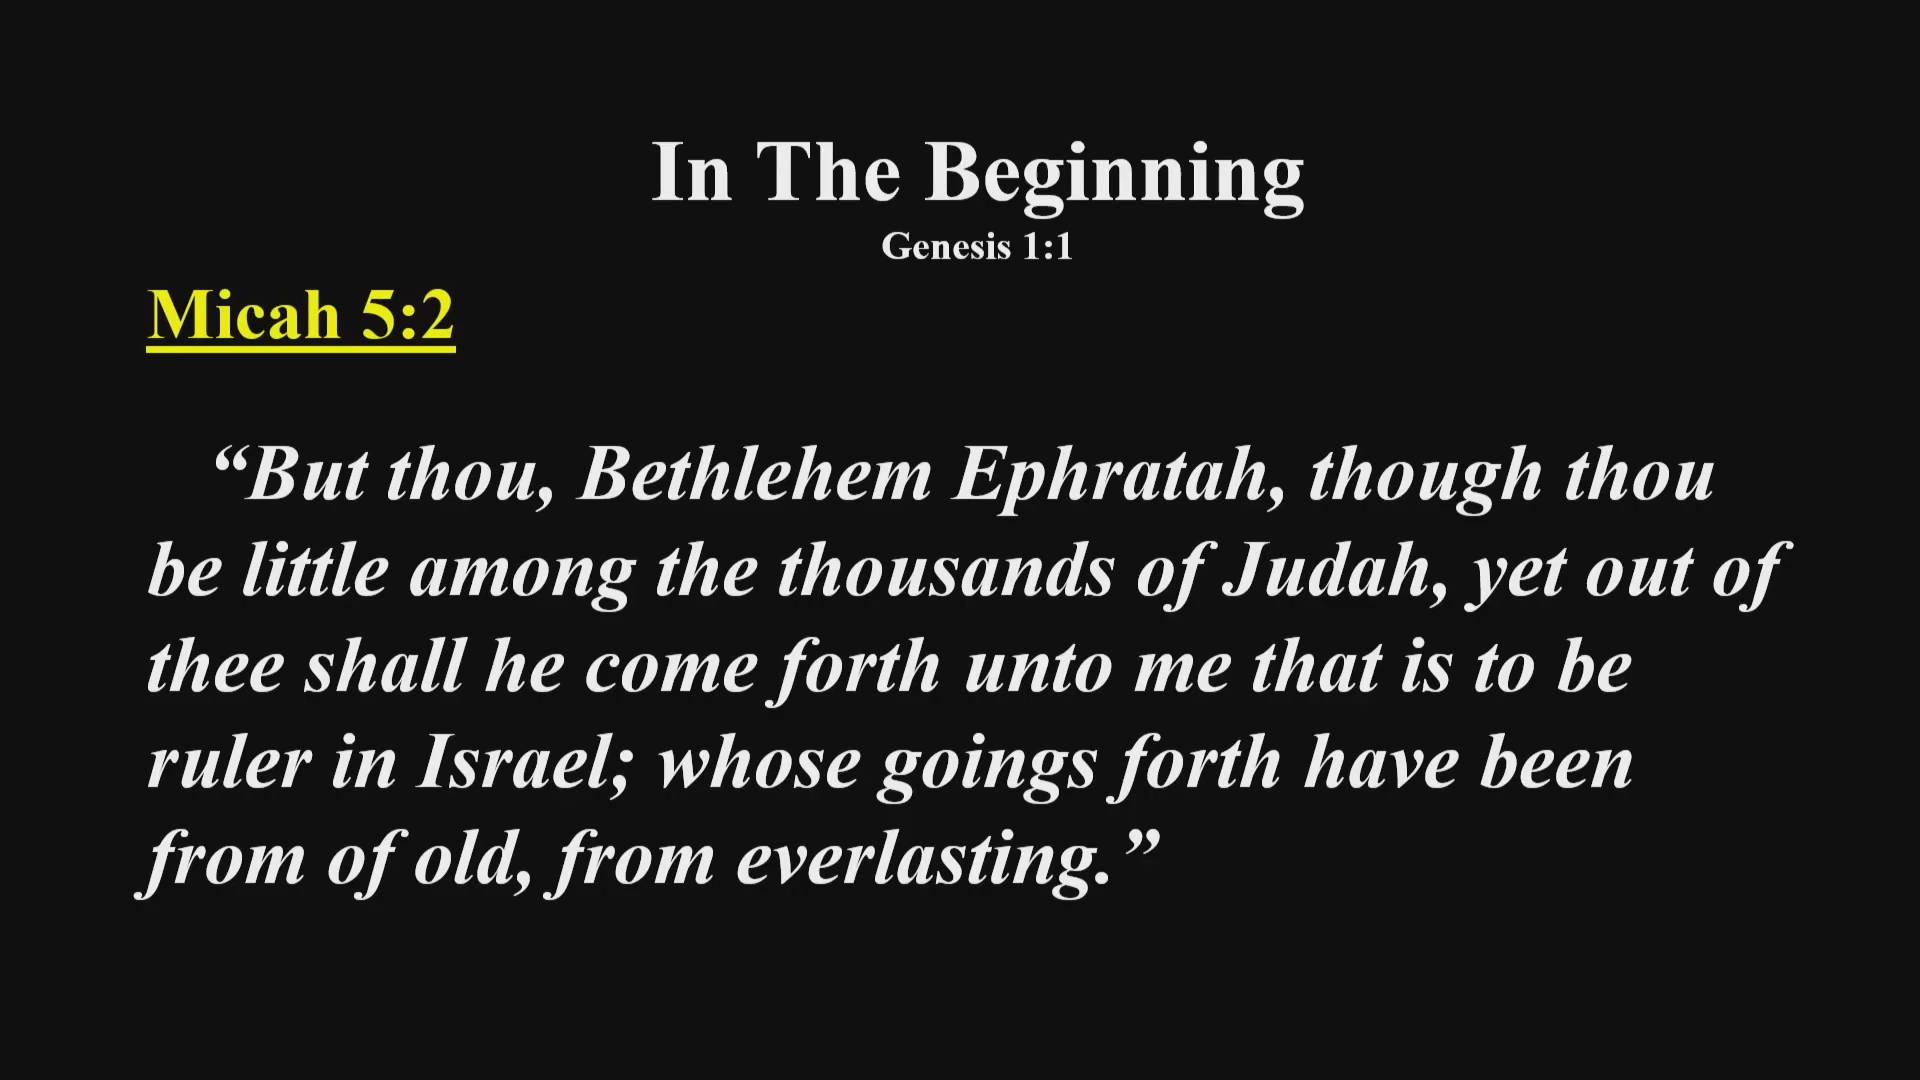 In The Beginning
Genesis 1:1
Micah 5:2
“But thou, Bethlehem Ephratah, though thou
be little among the thousands of Judah, yet out of
thee shall he come forth unto me that is to be
ruler in Israel; whose goings forth have been
from of old, from everlasting.”